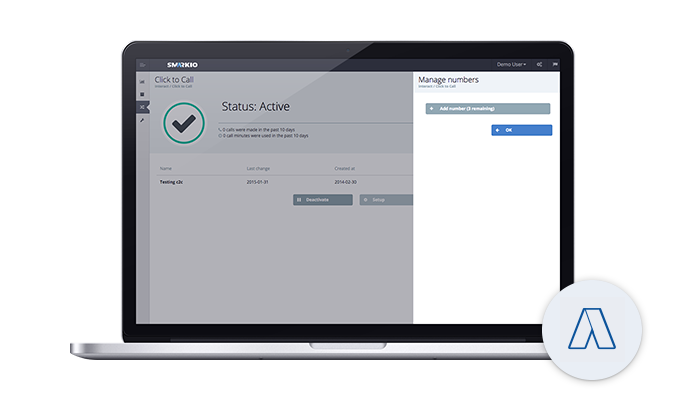 SMARKIO
Demo User
Click to Call
Interact / Click to Call
Status: Active
0 calls were made in the past 10 days
0 call minutes were used in the past 10 days
Name Last change Created at
Testing c2c 2015-01-31 2014-02-30
Deactivate Setup
Manage numbers
Interact / Click to Call
Add number (3 remaining)
OK